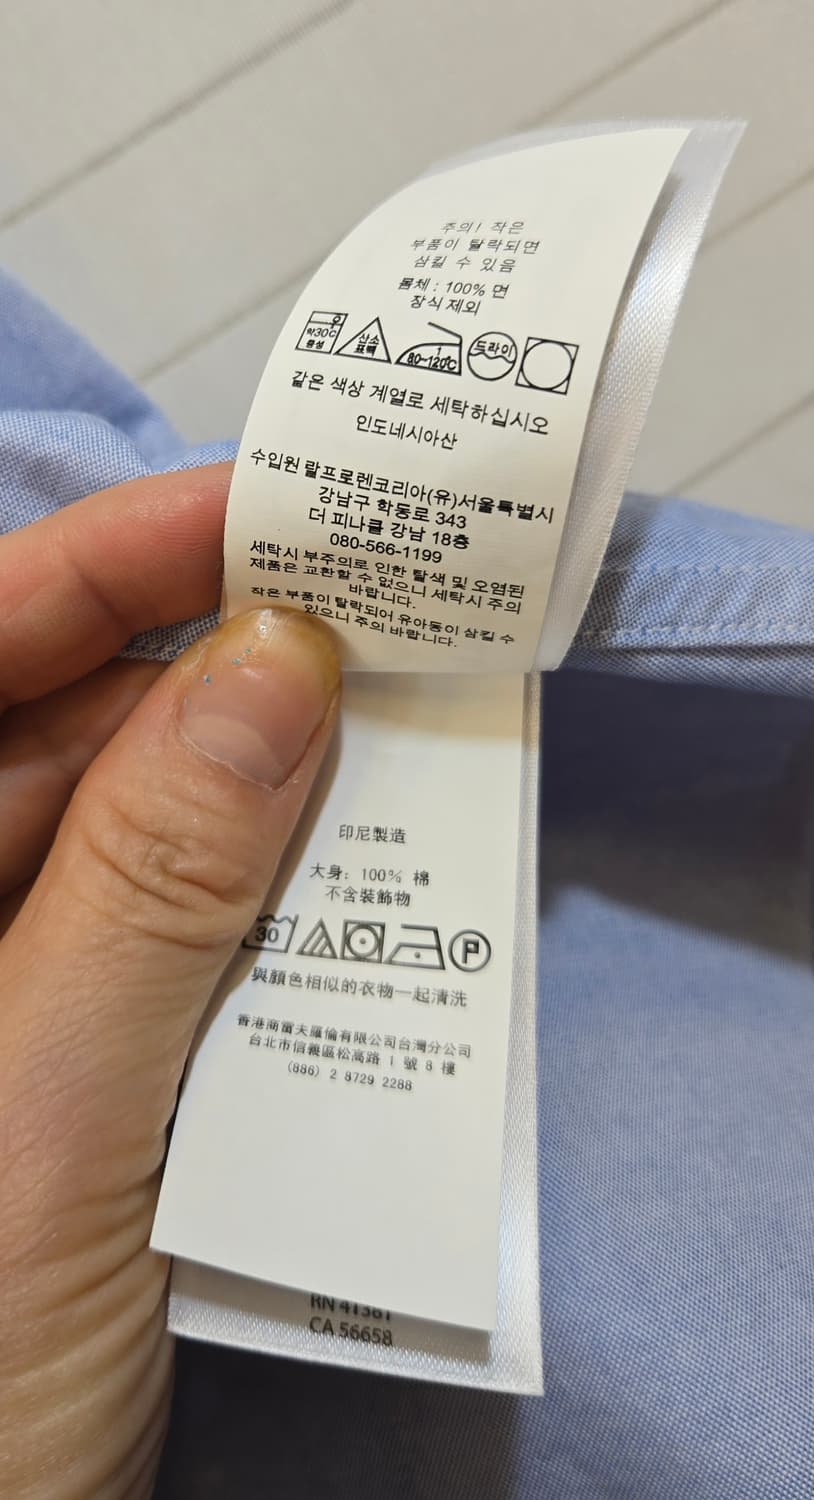 주의! 작은
부품이 탈락되면
삼킬 수 있음
몸체 : 100% 면
장식 제외
약30℃
중성
산소
표백
80~120℃
드라이
같은 색상 계열로 세탁하십시오
인도네시아산
수입원 랄프로렌코리아(유)서울특별시
강남구 학동로 343
더 피나클 강남 18층
080-566-1199
세탁시 부주의로 인한 탈색 및 오염된
제품은 교환할 수 없으니 세탁시 주의
바랍니다.
작은 부품이 탈락되어 유아동이 삼킬 수
있으니 주의 바랍니다.
印尼製造
大身: 100% 棉
不含裝飾物
30
P
與顏色相似的衣物一起清洗
香港商雷夫羅倫有限公司台灣分公司
台北市信義區松高路 1 號 8 樓
(886) 2 8729 2288
RN 41381
CA 56658